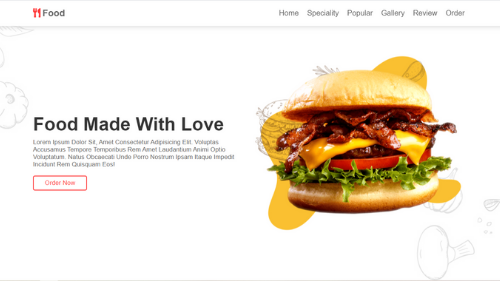 Food
Home Speciality Popular Gallery Review Order
Food Made With Love
Lorem Ipsum Dolor Sit, Amet Consectetur Adipisicing Elit. Voluptas
Accusamus Tempore Temporibus Rem Amet Laudantium Animi Optio
Voluptatum. Natus Obcaecati Unde Porro Nostrum Ipsam Itaque Impedit
Incidunt Rem Quisquam Eos!
Order Now